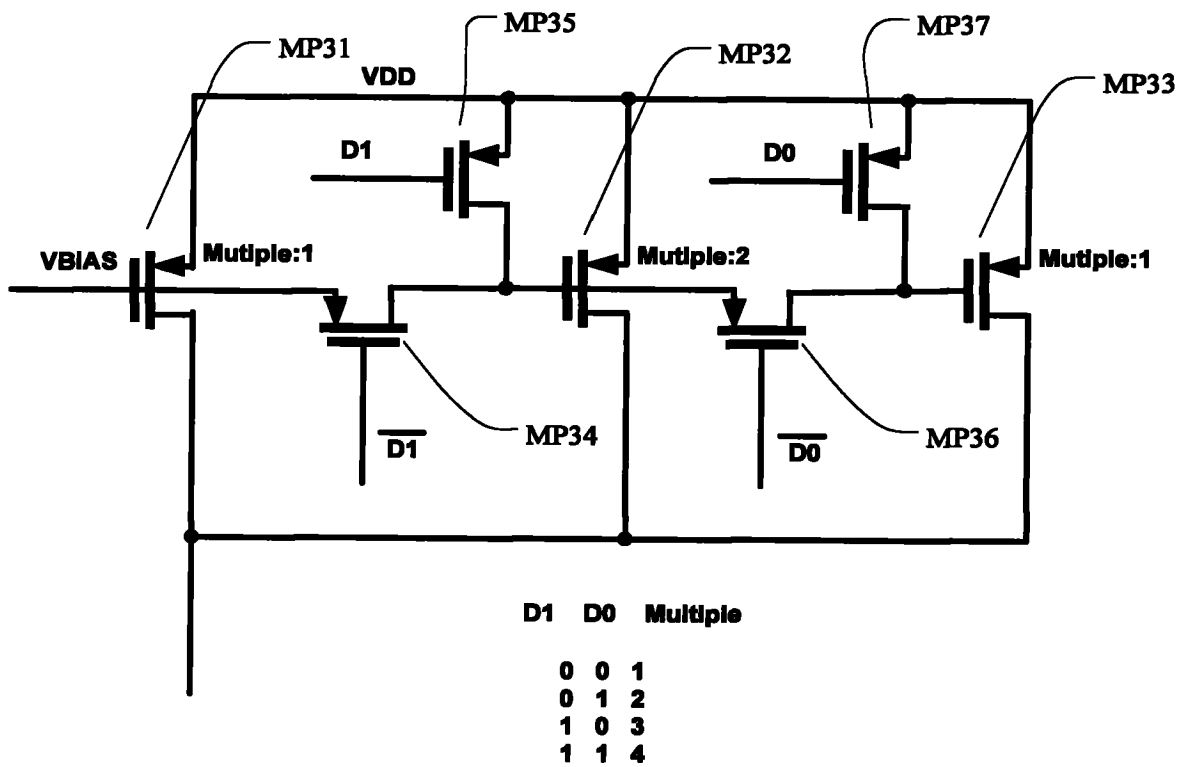 MP35
MP37
MP31
MP32
MP33
VDD
D1
D0
VBIAS
Mutiple:1
Mutiple:2
Mutiple:1
MP34
MP36
D1
D0
D1 D0 Multiple
0 0 1
0 1 2
1 0 3
1 1 4